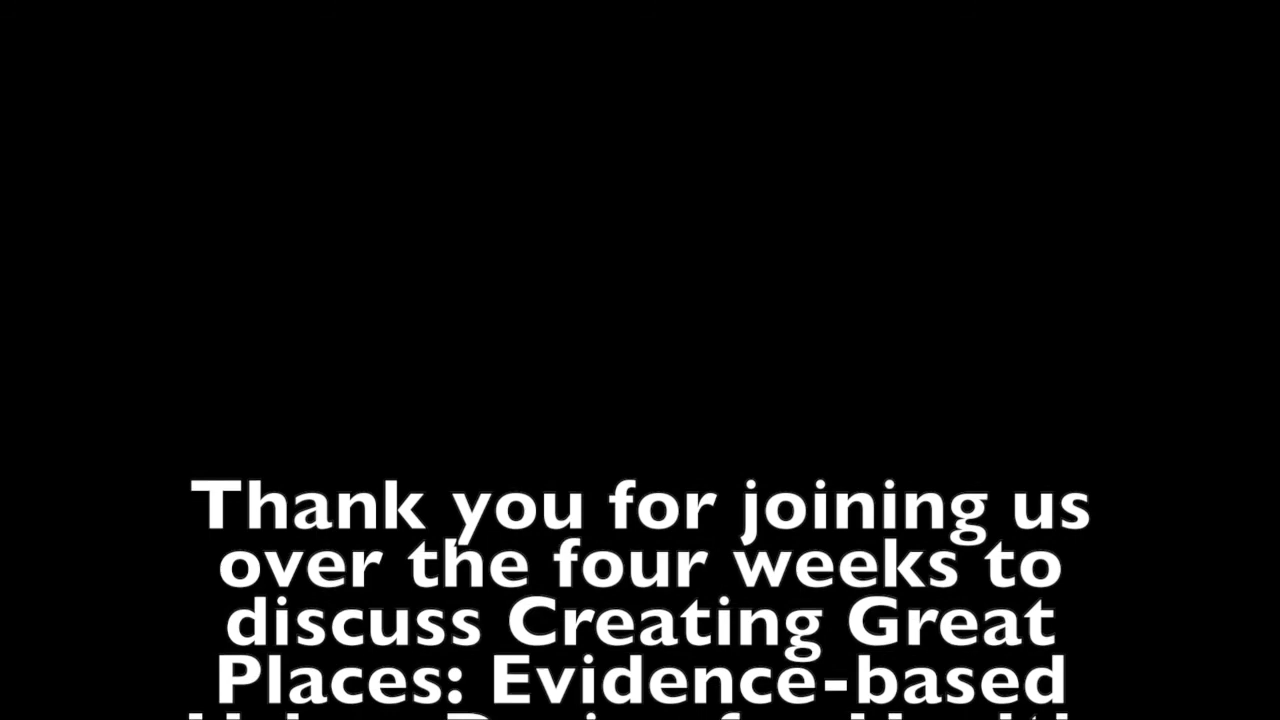 Thank you for joining us
over the four weeks to
discuss Creating Great
Places: Evidence-based